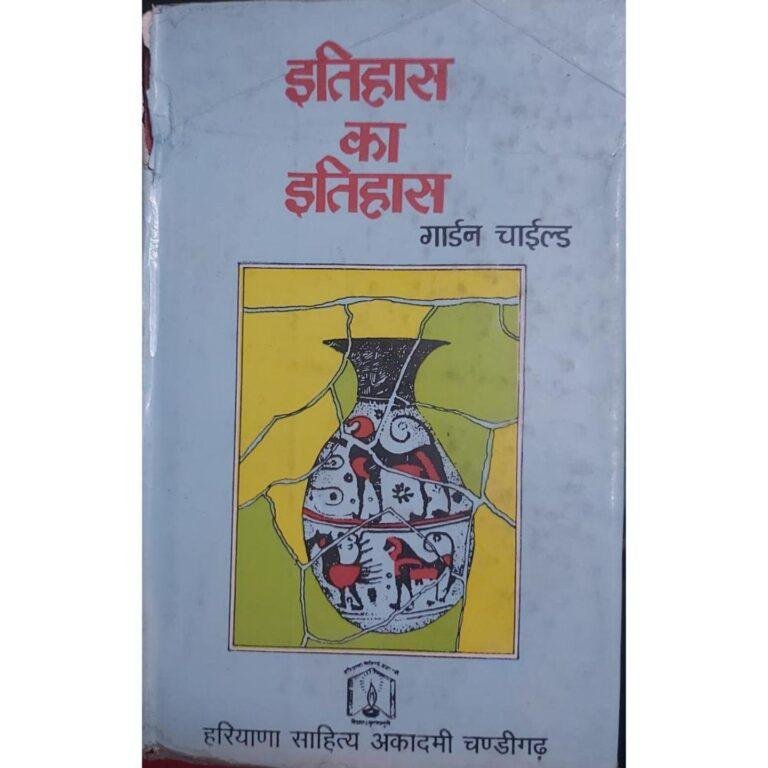 इतिहास
का
इतिहास
गार्डन चाईल्ड
हरियाणा साहित्य अकादमी चण्डीगढ़